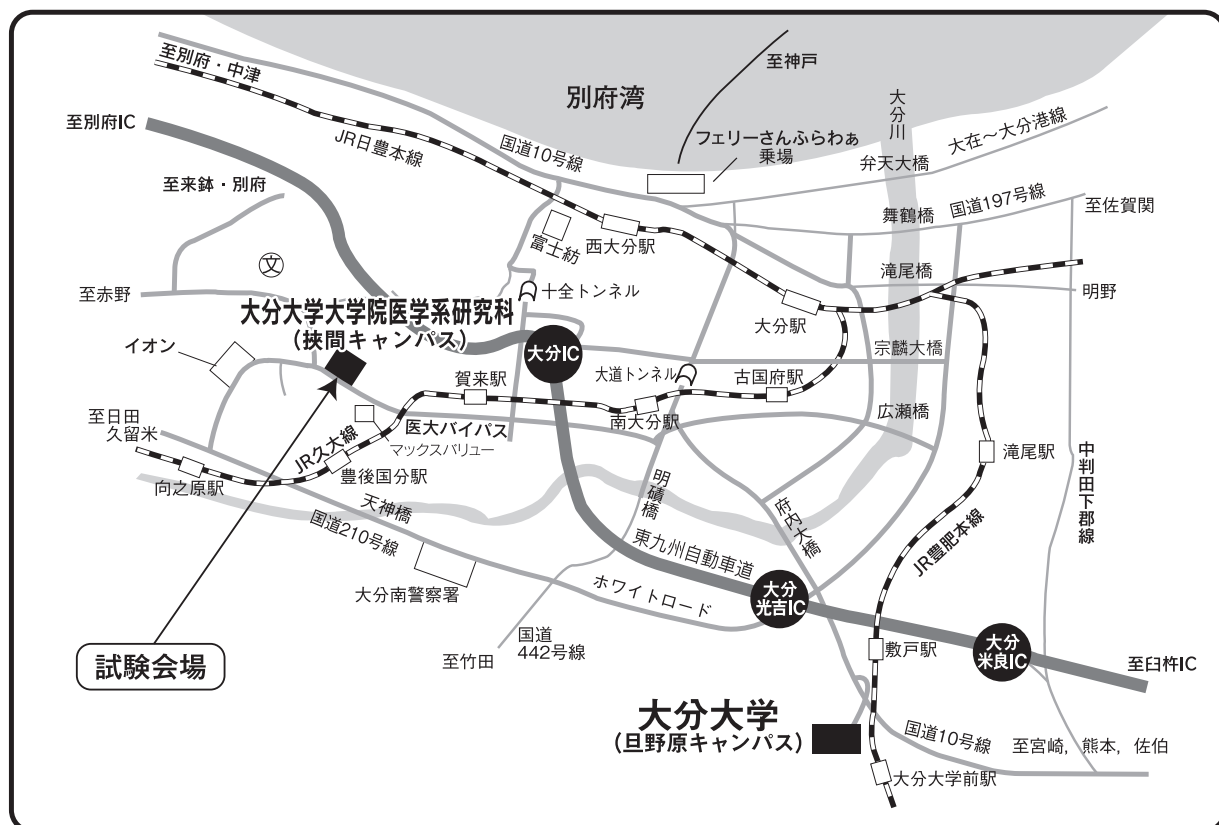 至別府・中津
至別府IC
JR日豊本線
国道10号線
別府湾
至神戸
フェリーさんふらわぁ
乗場
大分川
弁天大橋
大在〜大分港線
至来鉢・別府
舞鶴橋
国道197号線
至佐賀関
富士紡
西大分駅
文
十全トンネル
滝尾橋
至赤野
明野
大分大学大学院医学系研究科
(挾間キャンパス)
大分駅
イオン
大分IC
宗麟大橋
賀来駅
大道トンネル
古国府駅
至日田
久留米
医大バイパス
南大分駅
広瀬橋
マックスバリュー
JR久大線
豊後国分駅
向之原駅
滝尾駅
中判田下郡線
天神橋
国道210号線
明磧橋
府内大橋
JR豊肥本線
東九州自動車道
大分南警察署
ホワイトロード
大分
光吉IC
国道
442号線
至竹田
敷戸駅
大分
米良IC
至臼杵IC
試験会場
大分大学
(旦野原キャンパス)
国道10号線
至宮崎,熊本,佐伯
大分大学前駅